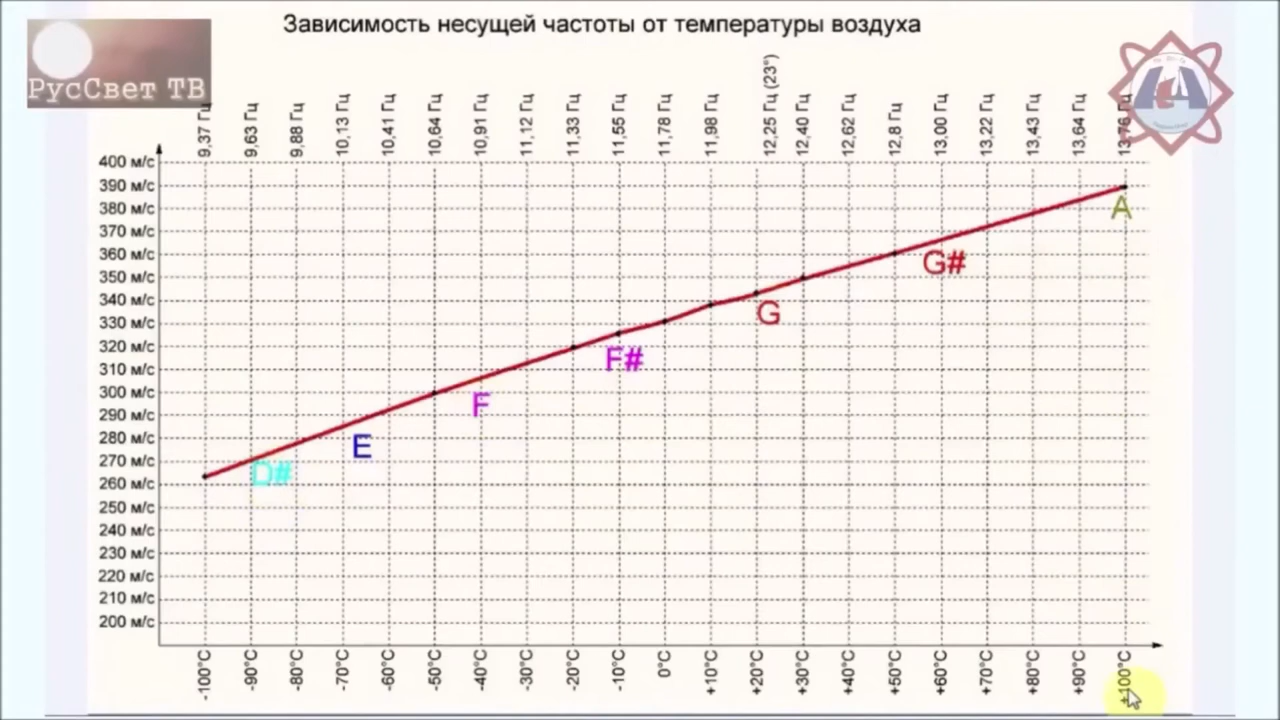 Зависимость несущей частоты от температуры воздуха
РусСвет ТВ
9,37 Гц
9,63 Гц
9,88 Гц
10,13 Гц
10,41 Гц
10,64 Гц
10,91 Гц
11,12 Гц
11,33 Гц
11,55 Гц
11,78 Гц
11,98 Гц
12,25 Гц (23°)
12,40 Гц
12,62 Гц
12,8 Гц
13,00 Гц
13,22 Гц
13,43 Гц
13,64 Гц
13,76 Гц
400 м/с
390 м/с
380 м/с
370 м/с
360 м/с
350 м/с
340 м/с
330 м/с
320 м/с
310 м/с
300 м/с
290 м/с
280 м/с
270 м/с
260 м/с
250 м/с
240 м/с
230 м/с
220 м/с
210 м/с
200 м/с
A
G#
G
F#
F
E
D#
-100°C
-90°C
-80°C
-70°C
-60°C
-50°C
-40°C
-30°C
-20°C
-10°C
0°C
+10°C
+20°C
+30°C
+40°C
+50°C
+60°C
+70°C
+80°C
+90°C
+100°C